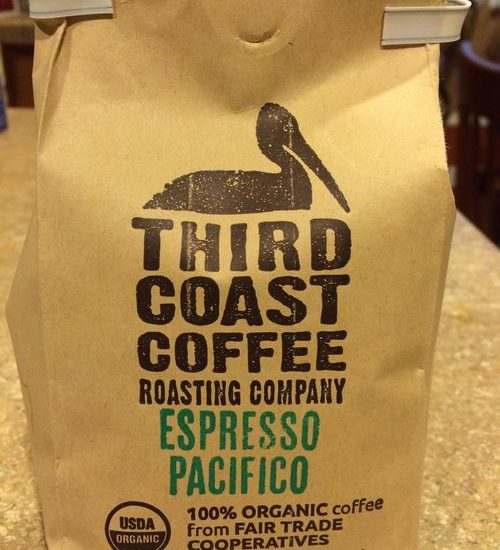 THIRD
COAST
COFFEE
ROASTING COMPANY
ESPRESSO
PACIFICO
USDA
ORGANIC
100% ORGANIC coffee
from FAIR TRADE
COOPERATIVES